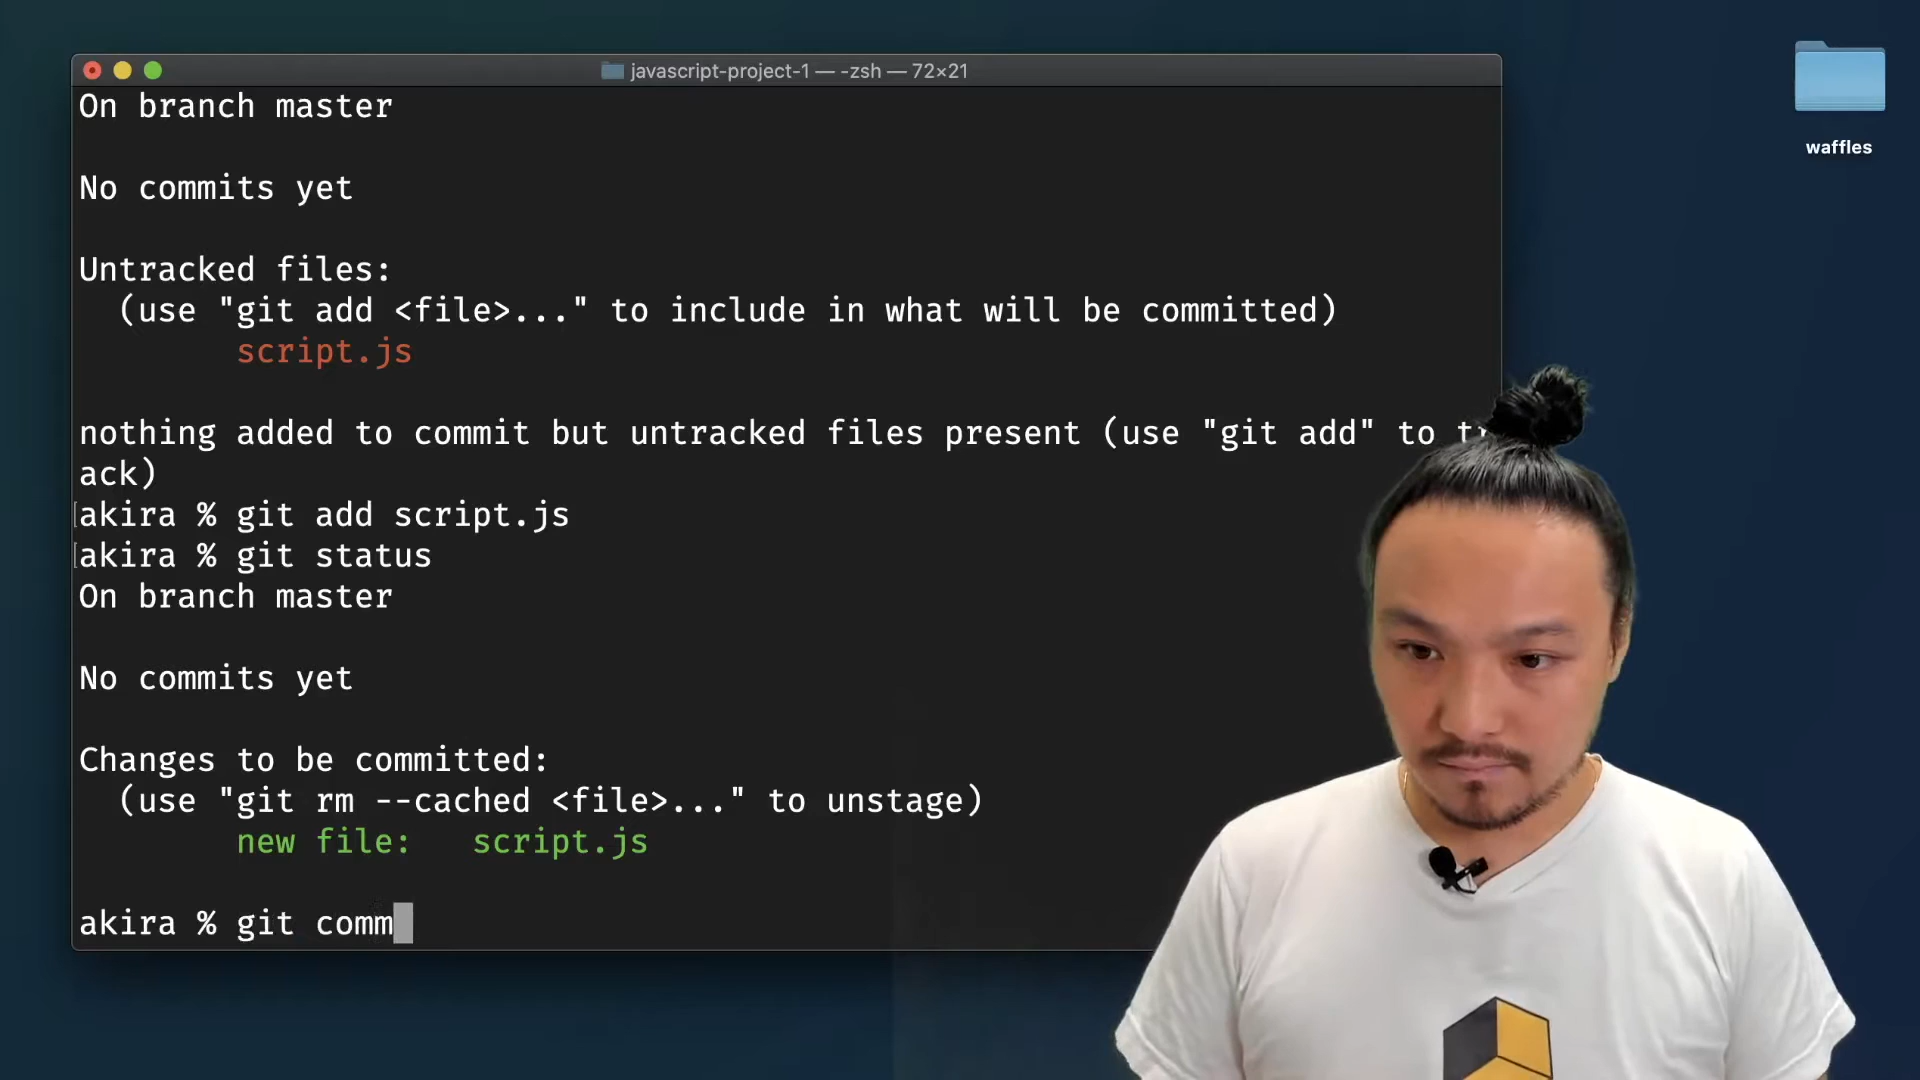 javascript-project-1 — -zsh — 72×21
waffles
On branch master
No commits yet
Untracked files:
(use "git add <file>..." to include in what will be committed)
script.js
nothing added to commit but untracked files present (use "git add" to tr
ack)
akira % git add script.js
akira % git status
On branch master
No commits yet
Changes to be committed:
(use "git rm --cached <file>..." to unstage)
new file:   script.js
akira % git comm